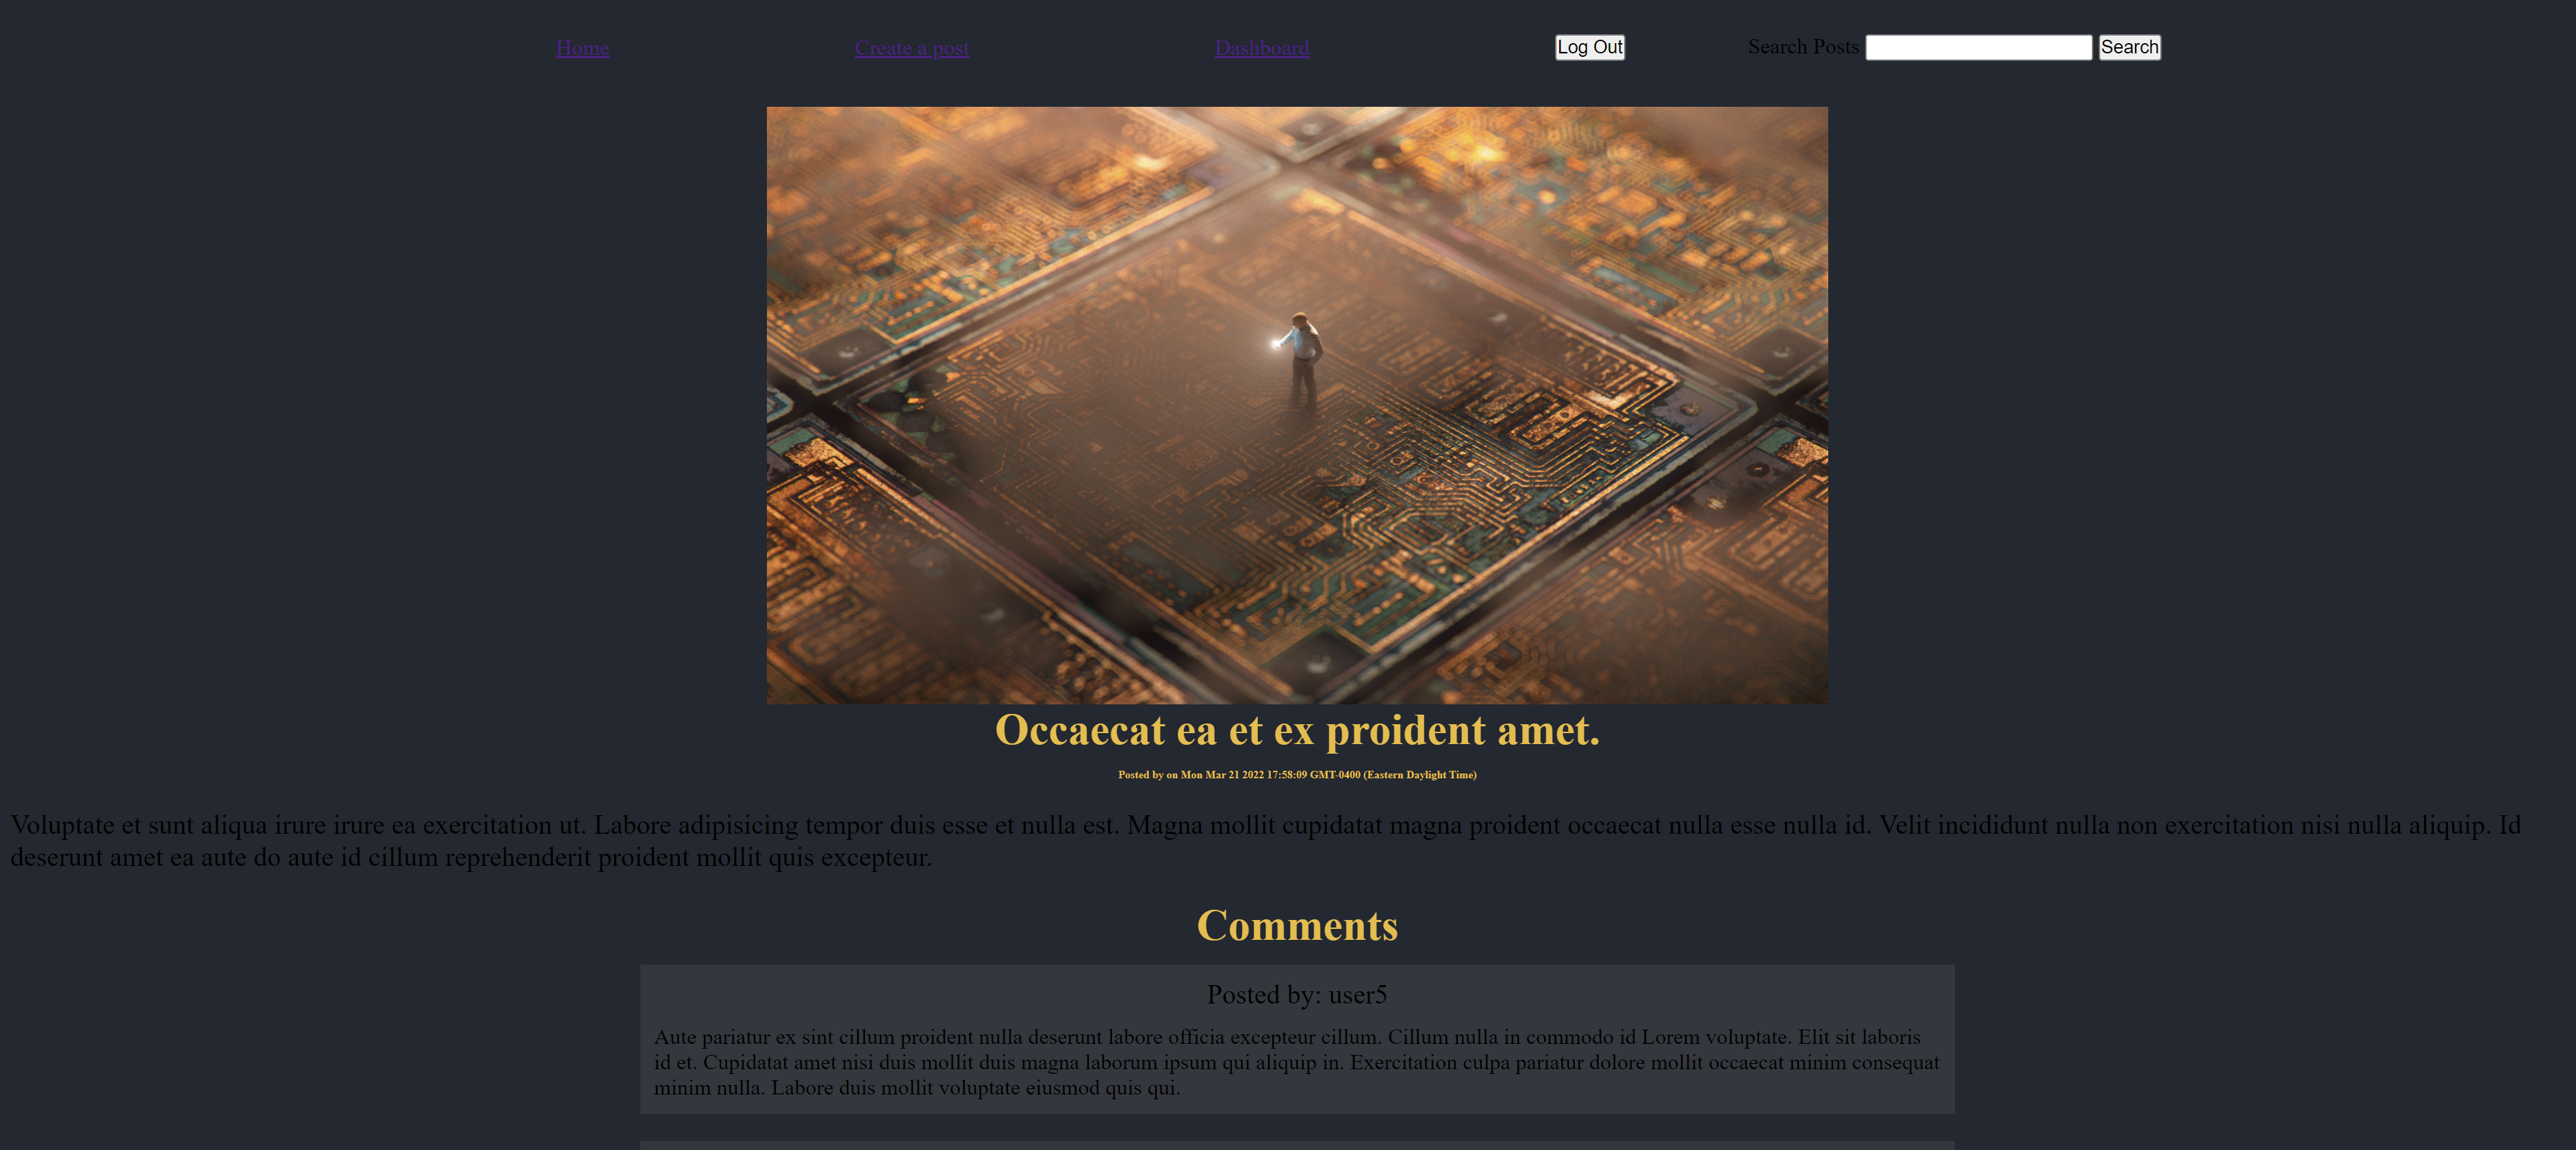 Home Create a post Dashboard Log Out Search Posts Search
Occaecat ea et ex proident amet.
Posted by on Mon Mar 21 2022 17:58:09 GMT-0400 (Eastern Daylight Time)
Voluptate et sunt aliqua irure irure ea exercitation ut. Labore adipisicing tempor duis esse et nulla est. Magna mollit cupidatat magna proident occaecat nulla esse nulla id. Velit incididunt nulla non exercitation nisi nulla aliquip. Id
deserunt amet ea aute do aute id cillum reprehenderit proident mollit quis excepteur.
Comments
Posted by: user5
Aute pariatur ex sint cillum proident nulla deserunt labore officia excepteur cillum. Cillum nulla in commodo id Lorem voluptate. Elit sit laboris
id et. Cupidatat amet nisi duis mollit duis magna laborum ipsum qui aliquip in. Exercitation culpa pariatur dolore mollit occaecat minim consequat
minim nulla. Labore duis mollit voluptate eiusmod quis qui.